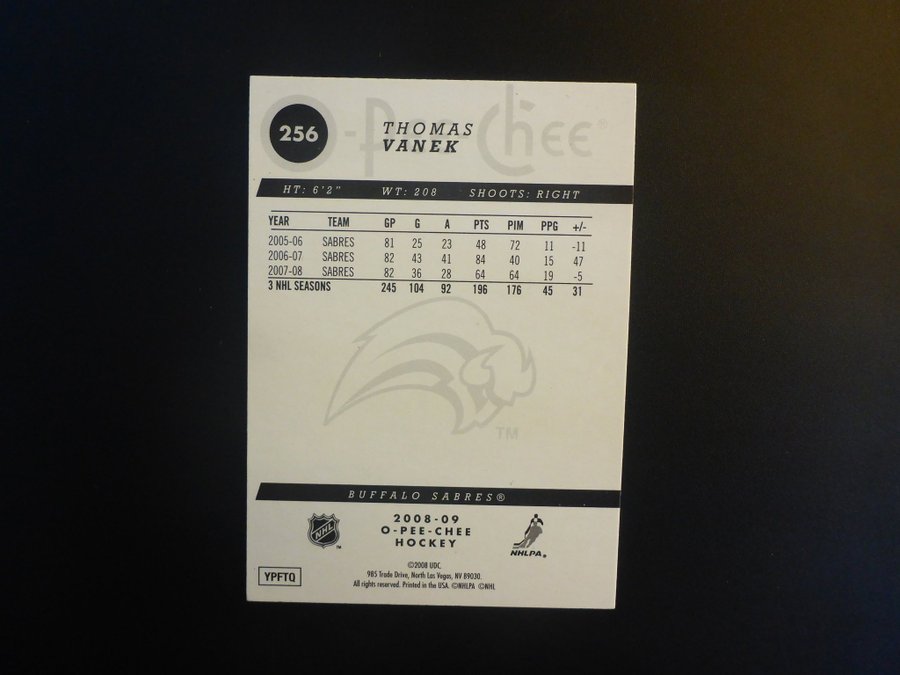 O-Pee-Chee®
256
THOMAS
VANEK
HT: 6'2" WT: 208 SHOOTS: RIGHT
YEAR TEAM GP G A PTS PIM PPG +/-
2005-06 SABRES 81 25 23 48 72 11 -11
2006-07 SABRES 82 43 41 84 40 15 47
2007-08 SABRES 82 36 28 64 64 19 -5
3 NHL SEASONS 245 104 92 196 176 45 31
TM
BUFFALO SABRES®
NHL TM
2008-09
O-PEE-CHEE
HOCKEY
NHLPA®
©2008 UDC.
985 Trade Drive, North Las Vegas, NV 89030.
All rights reserved. Printed in the USA. ©NHLPA ©NHL
YPFTQ